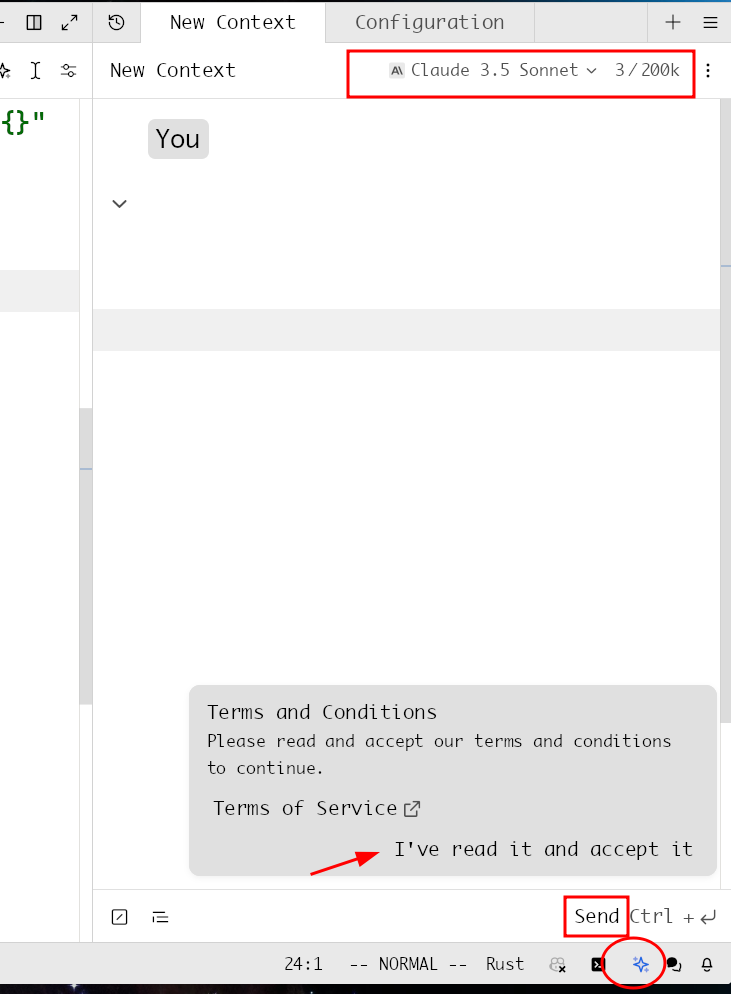 New Context
Configuration
New Context
A\ Claude 3.5 Sonnet 3/200k
{}"
You
Terms and Conditions
Please read and accept our terms and conditions
to continue.
Terms of Service
I've read it and accept it
Send Ctrl +
24:1 -- NORMAL -- Rust